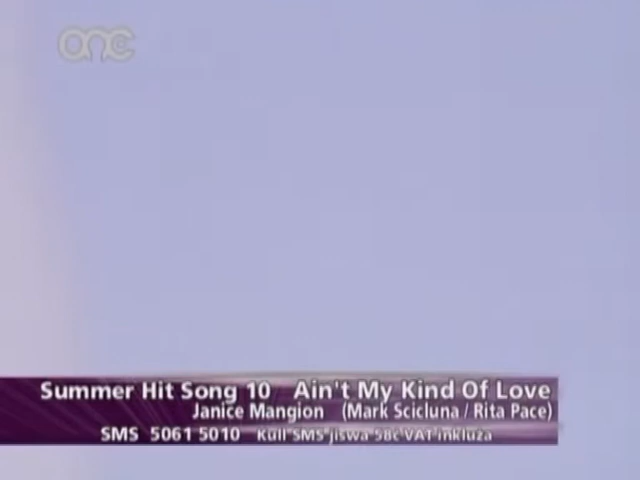 one
Summer Hit Song 10 Ain't My Kind Of Love
Janice Mangion (Mark Scicluna / Rita Pace)
SMS 5061 5010 Kull SMS jiswa 58c VAT inkluża